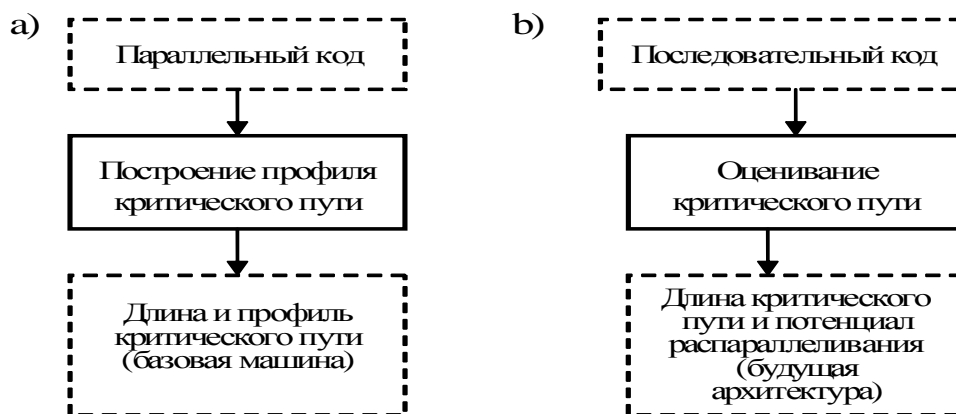 a)
Параллельный код
Построение профиля
критического пути
Длина и профиль
критического пути
(базовая машина)
b)
Последовательный код
Оценивание
критического пути
Длина критического
пути и потенциал
распараллеливания
(будущая
архитектура)